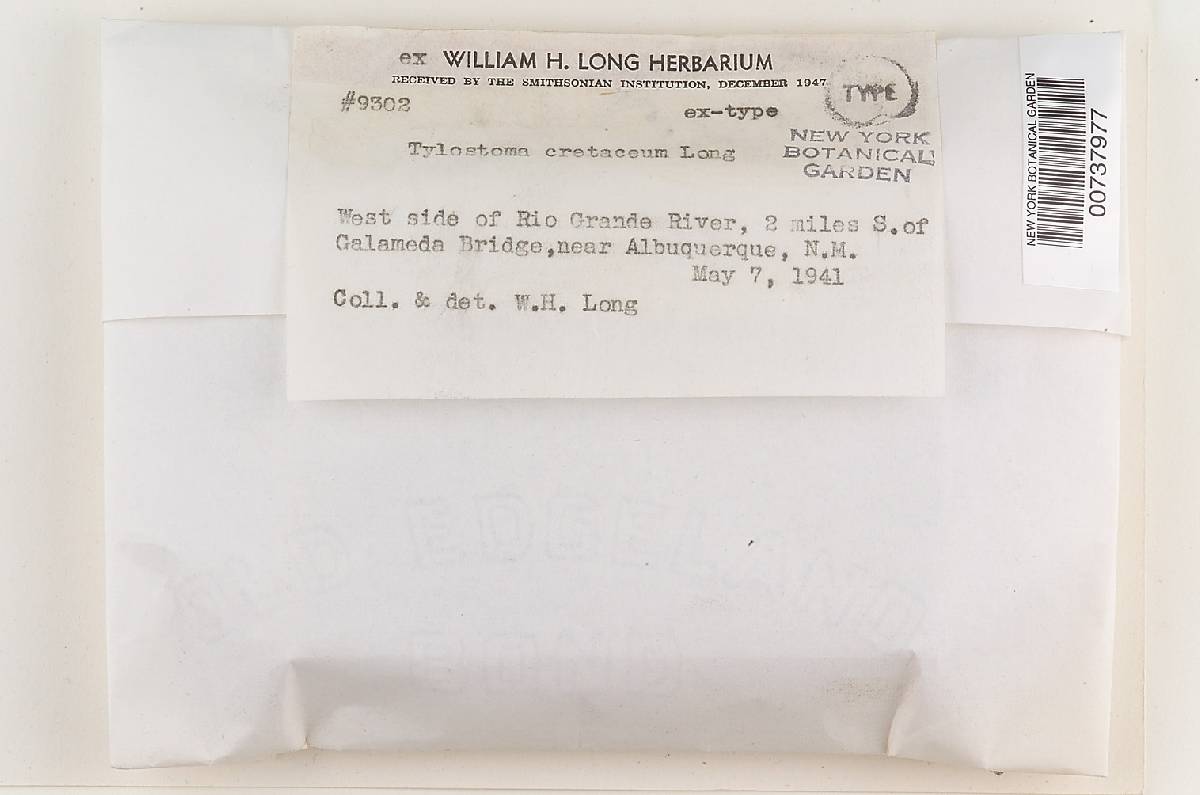 ex WILLIAM H. LONG HERBARIUM
RECEIVED BY THE SMITHSONIAN INSTITUTION, DECEMBER 1947
#9302
ex-type
TYPE
NEW YORK
BOTANICAL
GARDEN
Tylostoma cretaceum Long
West side of Rio Grande River, 2 miles S.of
Galameda Bridge,near Albuquerque, N.M.
May 7, 1941
Coll. & det. W.H. Long
NEW YORK BOTANICAL GARDEN
00737977